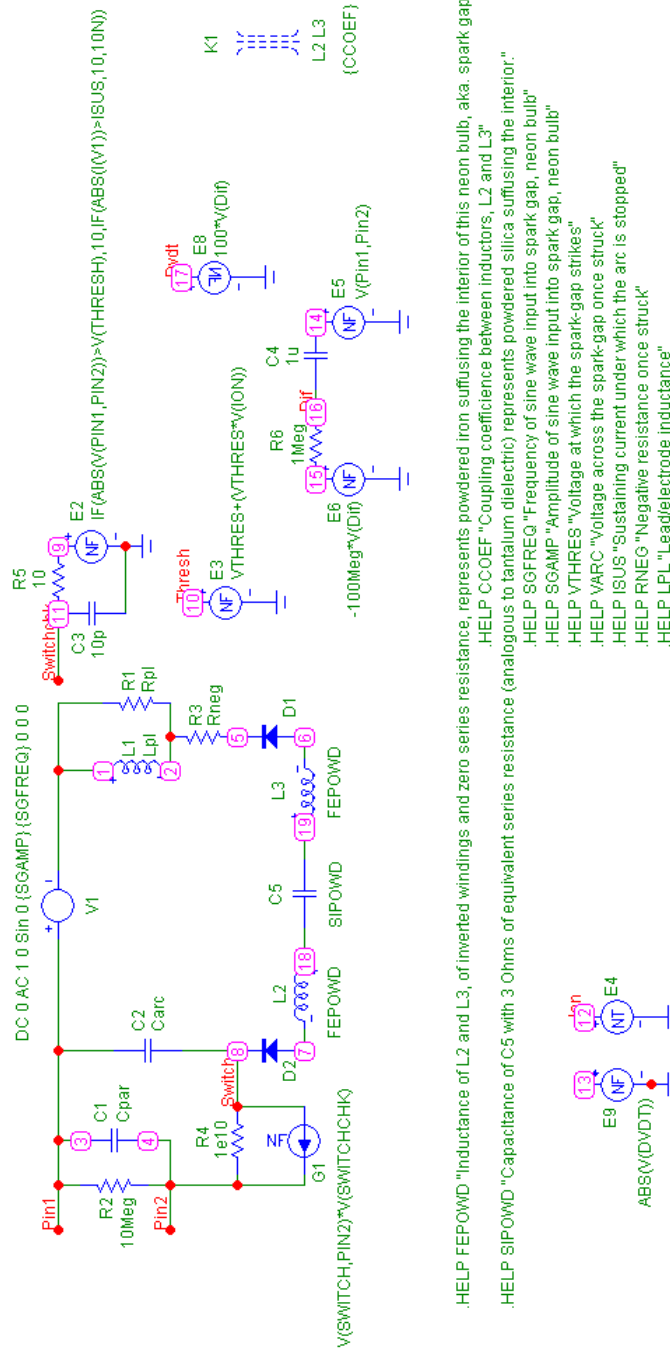 DC 0 AC 1 0 Sin 0 {SGAMP} {SGFREQ} 0 0 0
V1
Pin1
R2
10Meg
Pin2
C1
Cpar
3
4
C2
Carc
1
2
L1
Lpl
R1
Rpl
R3
Rneg
5
D1
6
L3
FEPOWD
19
C5
SIPOWD
18
L2
FEPOWD
7
D2
8
Switch
R4
1e10
NF
G1
V(SWITCH,PIN2)*V(SWITCHCHK)
R5
10
11
C3
10p
9
NF
E2
IF(ABS(V(PIN1,PIN2))>V(THRESH),10,IF(ABS(I(V1))>ISUS,10,10N))
Thresh
10
NF
E3
VTHRES+(VTHRES*V(ION))
17
NF
E8
100*V(Dif)
15
NF
E6
-100Meg*V(Dif)
R6
1Meg
16
Dif
C4
1u
14
NF
E5
V(Pin1,Pin2)
K1
L2 L3
{CCOEF}
.HELP FEPOWD "Inductance of L2 and L3, of inverted windings and zero series resistance, represents powdered iron suffusing the interior of this neon bulb, aka. spark gap
.HELP CCOEF "Coupling coefficience between inductors, L2 and L3"
.HELP SIPOWD "Capacitance of C5 with 3 Ohms of equivalent series resistance (analogous to tantalum dielectric) represents powdered silica suffusing the interior."
.HELP SGFREQ "Frequency of sine wave input into spark gap, neon bulb"
.HELP SGAMP "Amplitude of sine wave input into spark gap, neon bulb"
.HELP VTHRES "Voltage at which the spark-gap strikes"
.HELP VARC "Voltage across the spark-gap once struck"
.HELP ISUS "Sustaining current under which the arc is stopped"
.HELP RNEG "Negative resistance once struck"
.HELP LPL "Lead/electrode inductance"
13
NF
E9
ABS(V(DVDT))
12
NT
E4